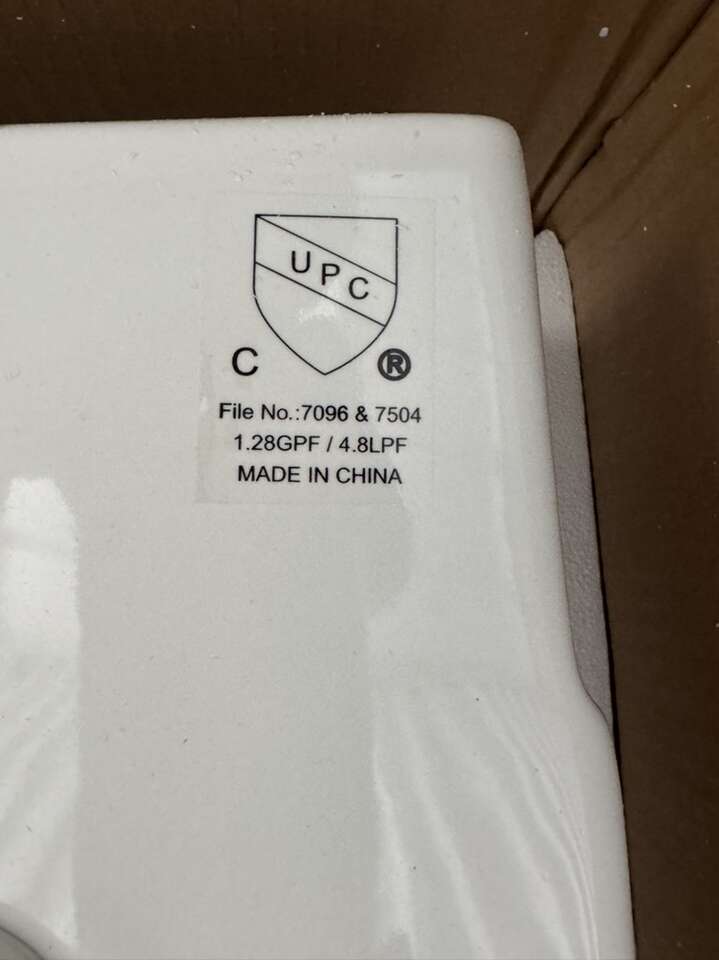 UPC
C ®
File No.:7096 & 7504
1.28GPF / 4.8LPF
MADE IN CHINA